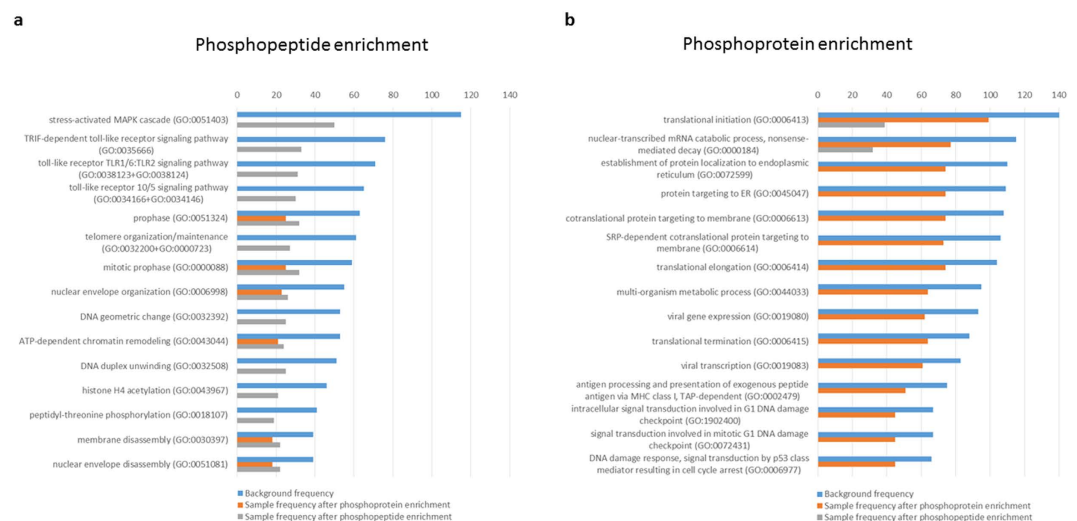 a
Phosphopeptide enrichment
0 20 40 60 80 100 120 140
stress-activated MAPK cascade (GO:0051403)
TRIF-dependent toll-like receptor signaling pathway
(GO:0035666)
toll-like receptor TLR1/6:TLR2 signaling pathway
(GO:0038123+GO:0038124)
toll-like receptor 10/5 signaling pathway
(GO:0034166+GO:0034146)
prophase (GO:0051324)
telomere organization/maintenance
(GO:0032200+GO:0000723)
mitotic prophase (GO:0000088)
nuclear envelope organization (GO:0006998)
DNA geometric change (GO:0032392)
ATP-dependent chromatin remodeling (GO:0043044)
DNA duplex unwinding (GO:0032508)
histone H4 acetylation (GO:0043967)
peptidyl-threonine phosphorylation (GO:0018107)
membrane disassembly (GO:0030397)
nuclear envelope disassembly (GO:0051081)
Background frequency
Sample frequency after phosphoprotein enrichment
Sample frequency after phosphopeptide enrichment
b
Phosphoprotein enrichment
0 20 40 60 80 100 120 140
translational initiation (GO:0006413)
nuclear-transcribed mRNA catabolic process, nonsense-
mediated decay (GO:0000184)
establishment of protein localization to endoplasmic
reticulum (GO:0072599)
protein targeting to ER (GO:0045047)
cotranslational protein targeting to membrane (GO:0006613)
SRP-dependent cotranslational protein targeting to
membrane (GO:0006614)
translational elongation (GO:0006414)
multi-organism metabolic process (GO:0044033)
viral gene expression (GO:0019080)
translational termination (GO:0006415)
viral transcription (GO:0019083)
antigen processing and presentation of exogenous peptide
antigen via MHC class I, TAP-dependent (GO:0002479)
intracellular signal transduction involved in G1 DNA damage
checkpoint (GO:1902400)
signal transduction involved in mitotic G1 DNA damage
checkpoint (GO:0072431)
DNA damage response, signal transduction by p53 class
mediator resulting in cell cycle arrest (GO:0006977)
Background frequency
Sample frequency after phosphoprotein enrichment
Sample frequency after phosphopeptide enrichment